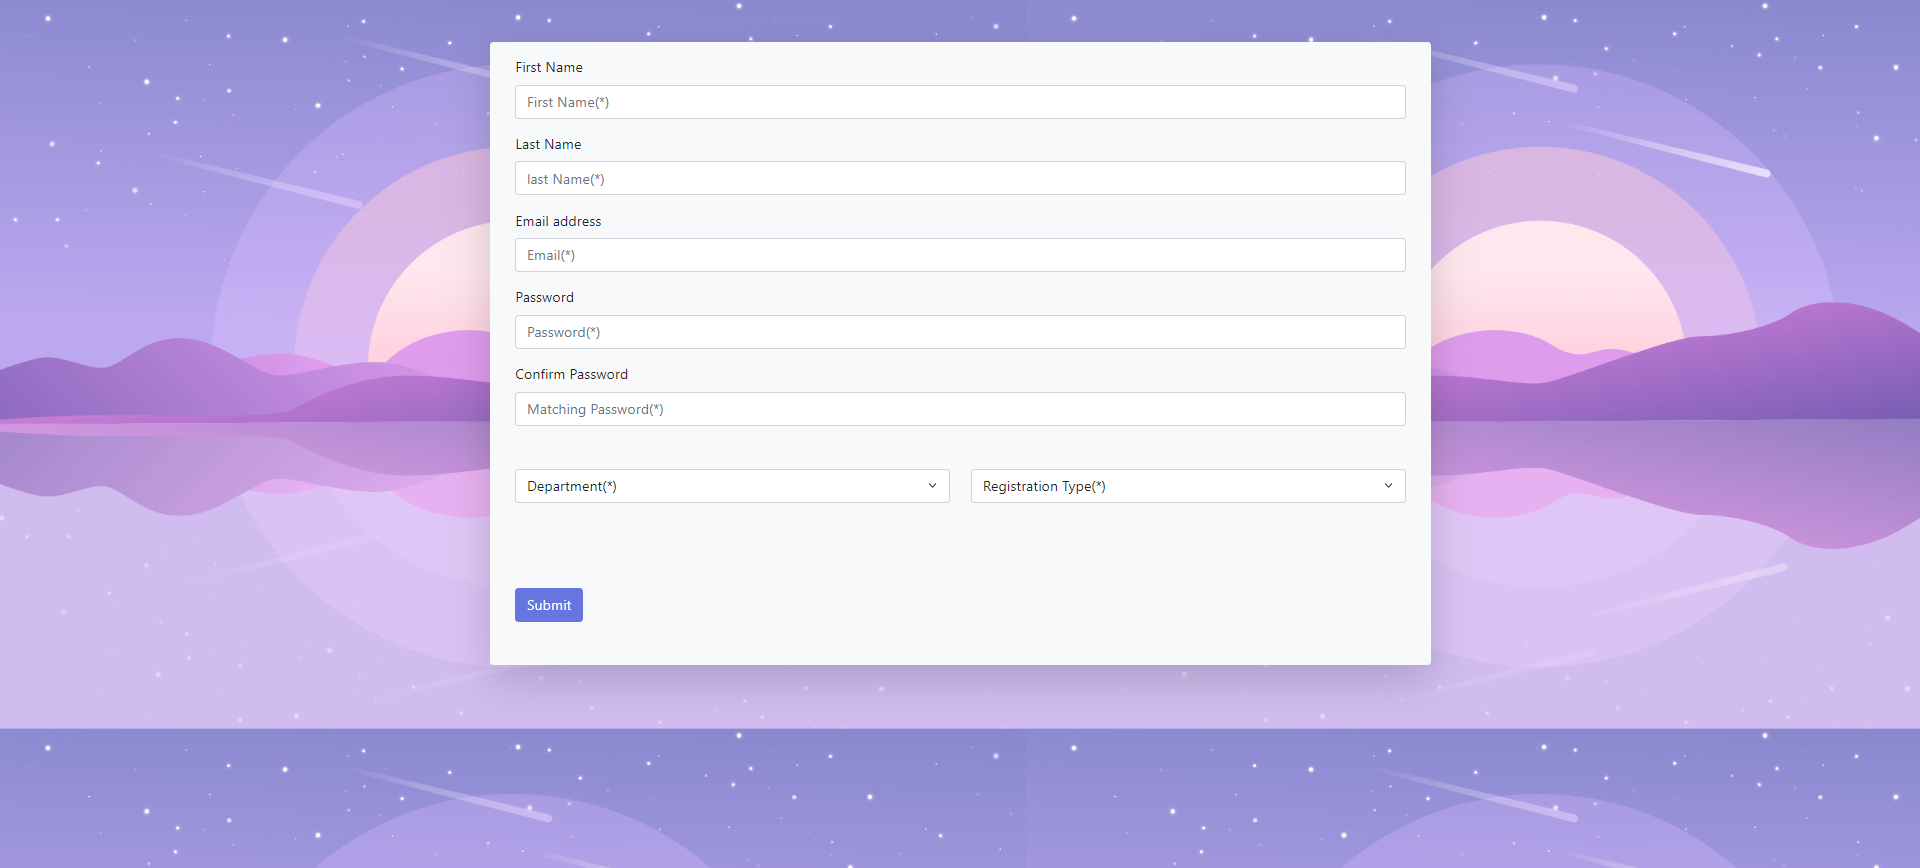 First Name
First Name(*)
Last Name
last Name(*)
Email address
Email(*)
Password
Password(*)
Confirm Password
Matching Password(*)
Department(*) Registration Type(*)
Submit